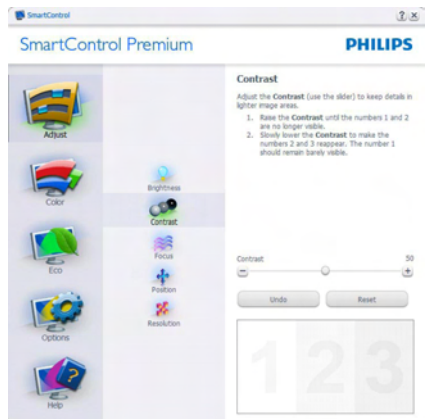 SmartControl
SmartControl Premium
PHILIPS
Adjust
Color
Eco
Options
Help
Brightness
Contrast
Focus
Position
Resolution
Contrast
Adjust the Contrast (use the slider) to keep details in
lighter image areas.
1. Raise the Contrast until the numbers 1 and 2
are no longer visible.
2. Slowly lower the Contrast to make the
numbers 2 and 3 reappear. The number 1
should remain barely visible.
Contrast 50
Undo Reset
1 2 3